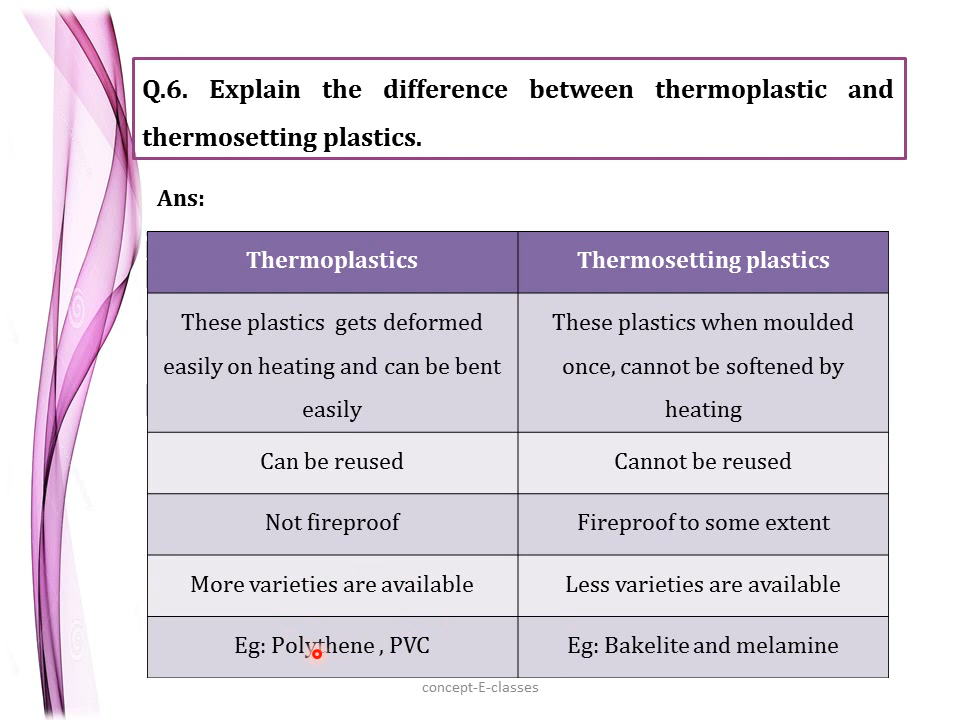 Q.6. Explain the difference between thermoplastic and
thermosetting plastics.
Ans:
Thermoplastics
Thermosetting plastics
These plastics gets deformed
easily on heating and can be bent
easily
These plastics when moulded
once, cannot be softened by
heating
Can be reused
Cannot be reused
Not fireproof
Fireproof to some extent
More varieties are available
Less varieties are available
Eg: Polythene , PVC
Eg: Bakelite and melamine
concept-E-classes